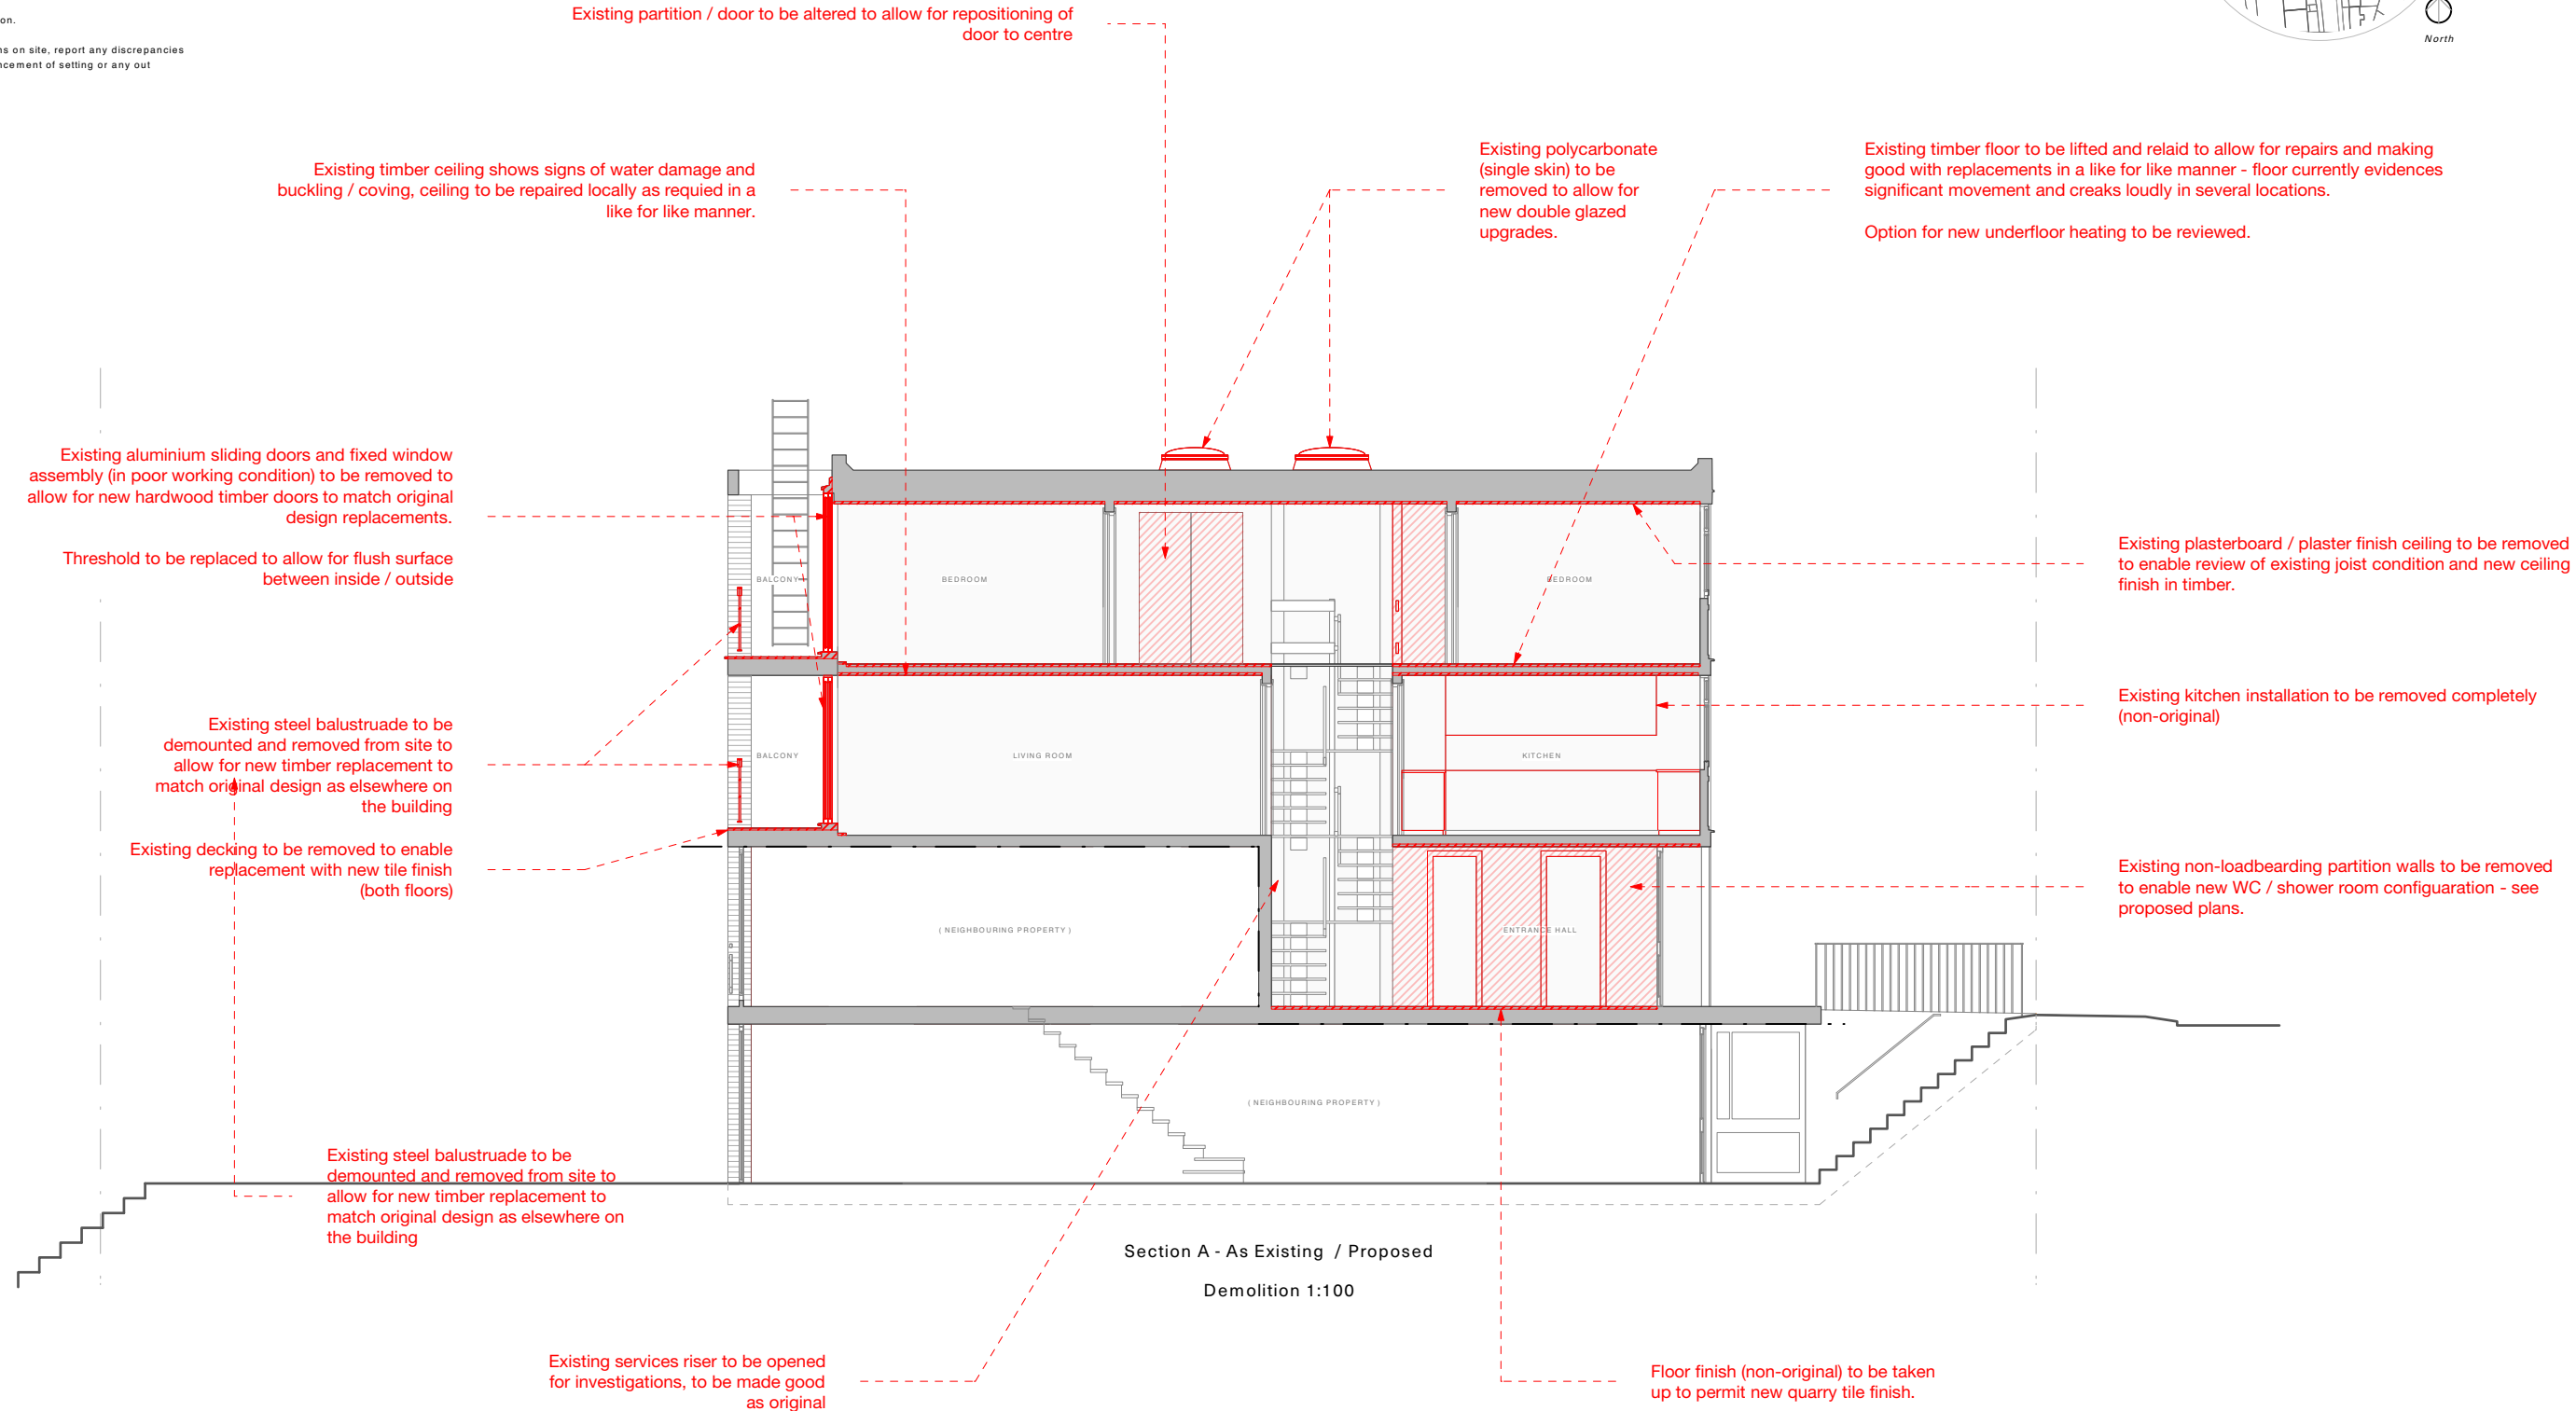 on.
ns on site, report any discrepancies
ncement of setting or any out
North
Existing partition / door to be altered to allow for repositioning of
door to centre
Existing timber ceiling shows signs of water damage and
buckling / coving, ceiling to be repaired locally as requied in a
like for like manner.
Existing polycarbonate
(single skin) to be
removed to allow for
new double glazed
upgrades.
Existing timber floor to be lifted and relaid to allow for repairs and making
good with replacements in a like for like manner - floor currently evidences
significant movement and creaks loudly in several locations.
Option for new underfloor heating to be reviewed.
Existing aluminium sliding doors and fixed window
assembly (in poor working condition) to be removed to
allow for new hardwood timber doors to match original
design replacements.
Threshold to be replaced to allow for flush surface
between inside / outside
Existing plasterboard / plaster finish ceiling to be removed
to enable review of existing joist condition and new ceiling
finish in timber.
BALCONY
BEDROOM
BEDROOM
Existing steel balustruade to be
demounted and removed from site to
allow for new timber replacement to
match original design as elsewhere on
the building
Existing kitchen installation to be removed completely
(non-original)
BALCONY
LIVING ROOM
KITCHEN
Existing decking to be removed to enable
replacement with new tile finish
(both floors)
Existing non-loadbearding partition walls to be removed
to enable new WC / shower room configuaration - see
proposed plans.
( NEIGHBOURING PROPERTY )
ENTRANCE HALL
( NEIGHBOURING PROPERTY )
Existing steel balustruade to be
demounted and removed from site to
allow for new timber replacement to
match original design as elsewhere on
the building
Section A - As Existing / Proposed
Demolition 1:100
Existing services riser to be opened
for investigations, to be made good
as original
Floor finish (non-original) to be taken
up to permit new quarry tile finish.